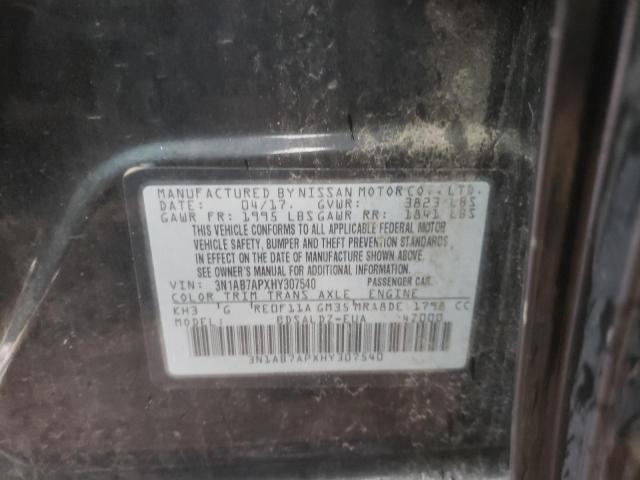 MANUFACTURED BY NISSAN MOTOR CO., LTD.
DATE: 04/17. GVWR: 3823 LBS
GAWR FR: 1995 LBS GAWR RR: 1841 LBS
THIS VEHICLE CONFORMS TO ALL APPLICABLE FEDERAL MOTOR
VEHICLE SAFETY, BUMPER AND THEFT PREVENTION STANDARDS
IN EFFECT ON THE DATE OF MANUFACTURE SHOWN ABOVE.
SEE OWNER'S MANUAL FOR ADDITIONAL INFORMATION.
VIN: 3N1AB7APXHY307540 PASSENGER CAR
COLOR TRIM TRANS AXLE ENGINE
KH3 G RE0F11A GM35 MRA8DE 1798 CC
MODEL: BDSALDZ-EUA 47000
3N1AB7APXHY307540